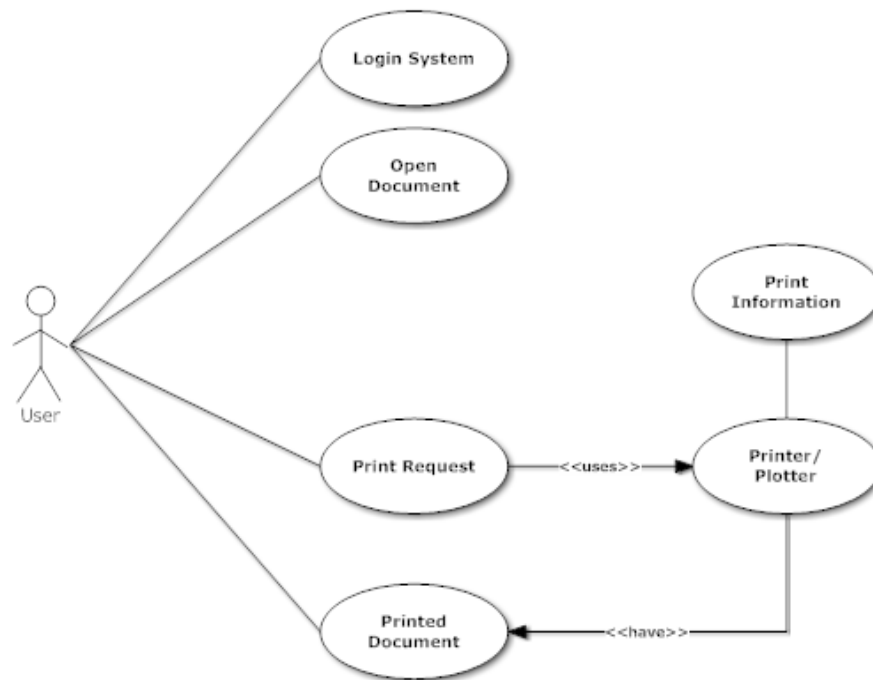 Login System
Open
Document
Print
Information
User
Print Request
<<uses>>
Printer/
Plotter
Printed
Document
<<have>>